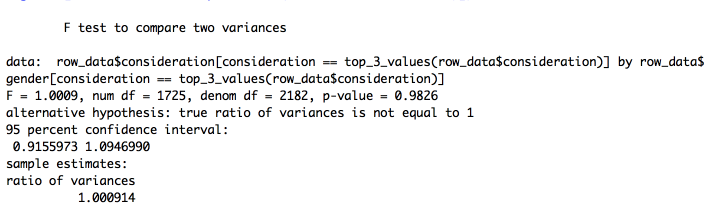 F test to compare two variances
data:  row_data$consideration[consideration == top_3_values(row_data$consideration)] by row_data$
gender[consideration == top_3_values(row_data$consideration)]
F = 1.0009, num df = 1725, denom df = 2182, p-value = 0.9826
alternative hypothesis: true ratio of variances is not equal to 1
95 percent confidence interval:
0.9155973 1.0946990
sample estimates:
ratio of variances
1.000914